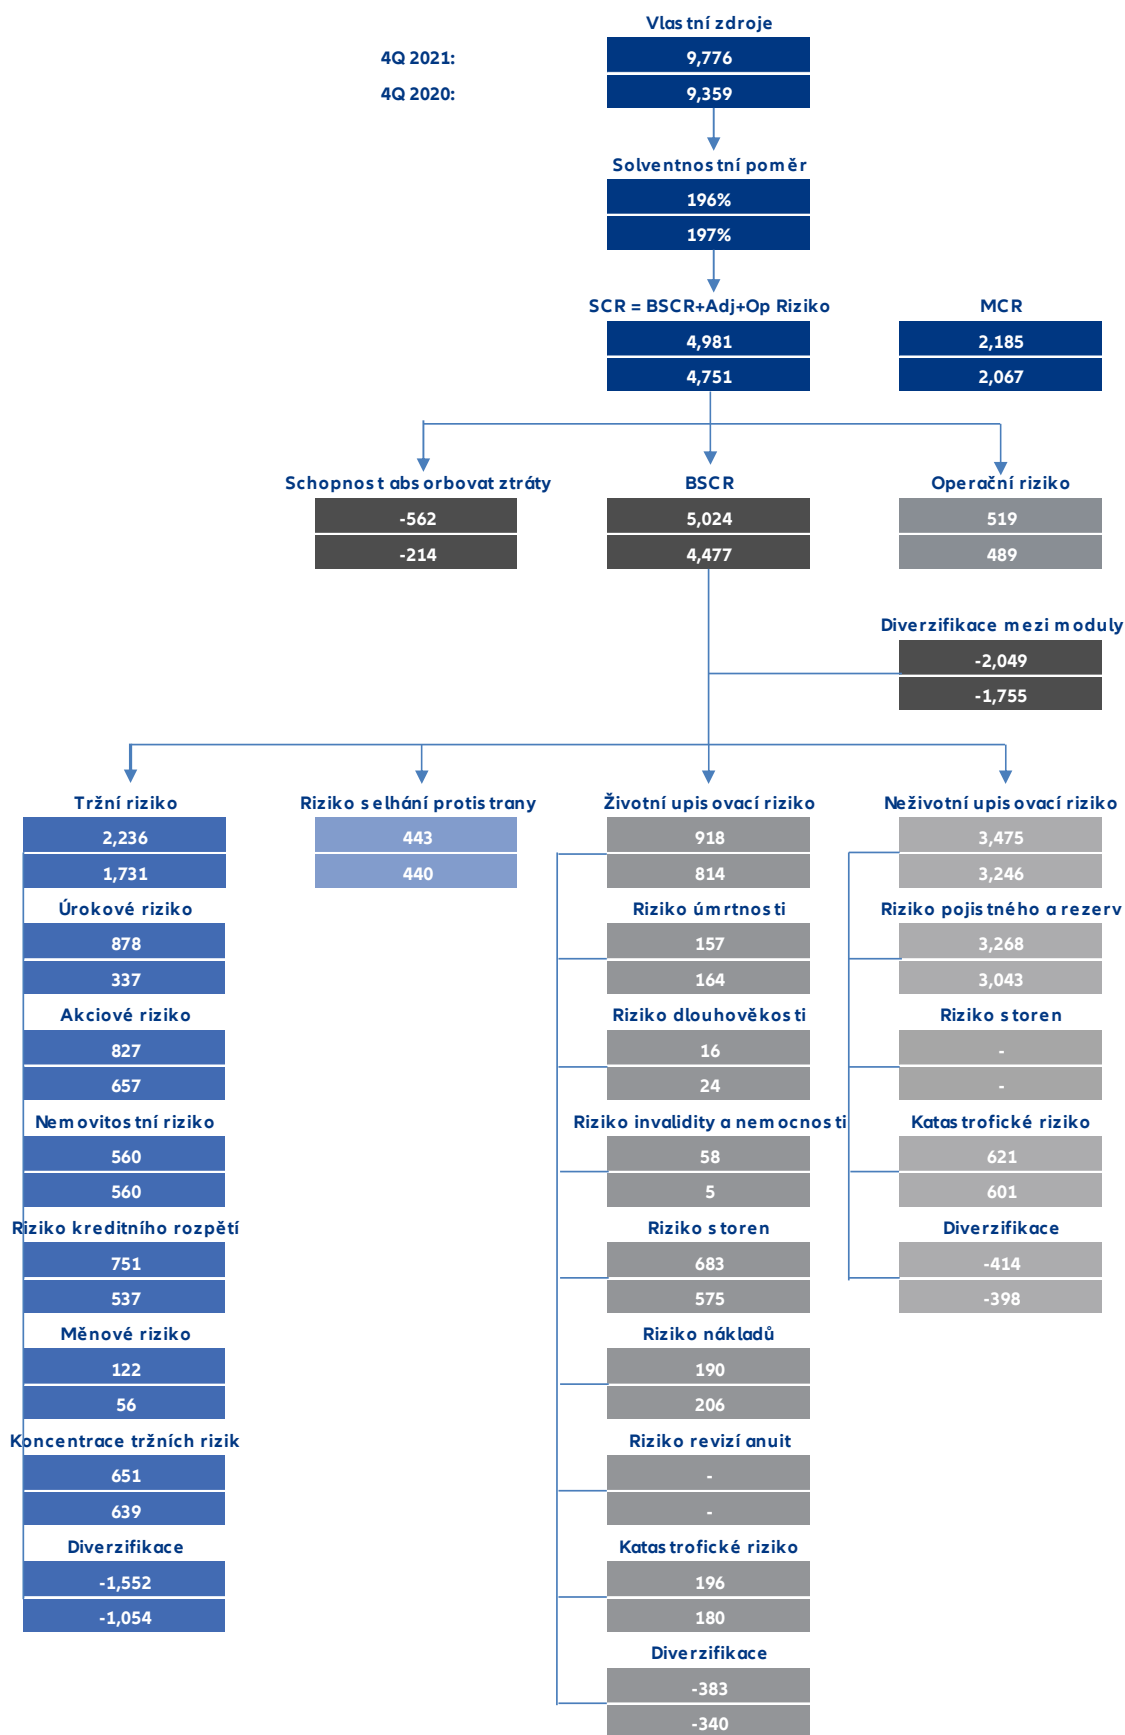 Vlastní zdroje
4Q 2021: 9,776
4Q 2020: 9,359
Solventnostní poměr
196%
197%
SCR = BSCR+Adj+Op Riziko MCR
4,981 2,185
4,751 2,067
Schopnost absorbovat ztráty BSCR Operační riziko
-562 5,024 519
-214 4,477 489
Diverzifikace mezi moduly
-2,049
-1,755
Tržní riziko Riziko selhání protistrany Životní upisovací riziko Neživotní upisovací riziko
2,236 443 918 3,475
1,731 440 814 3,246
Úrokové riziko Riziko úmrtnosti Riziko pojistného a rezerv
878 157 3,268
337 164 3,043
Akciové riziko Riziko dlouhověkosti Riziko storen
827 16 -
657 24 -
Nemovitostní riziko Riziko invalidity a nemocnosti Katastrofické riziko
560 58 621
560 5 601
Riziko kreditního rozpětí Riziko storen Diverzifikace
751 683 -414
537 575 -398
Měnové riziko Riziko nákladů
122 190
56 206
Koncentrace tržních rizik Riziko revizí anuit
651 -
639 -
Diverzifikace Katastrofické riziko
-1,552 196
-1,054 180
Diverzifikace
-383
-340